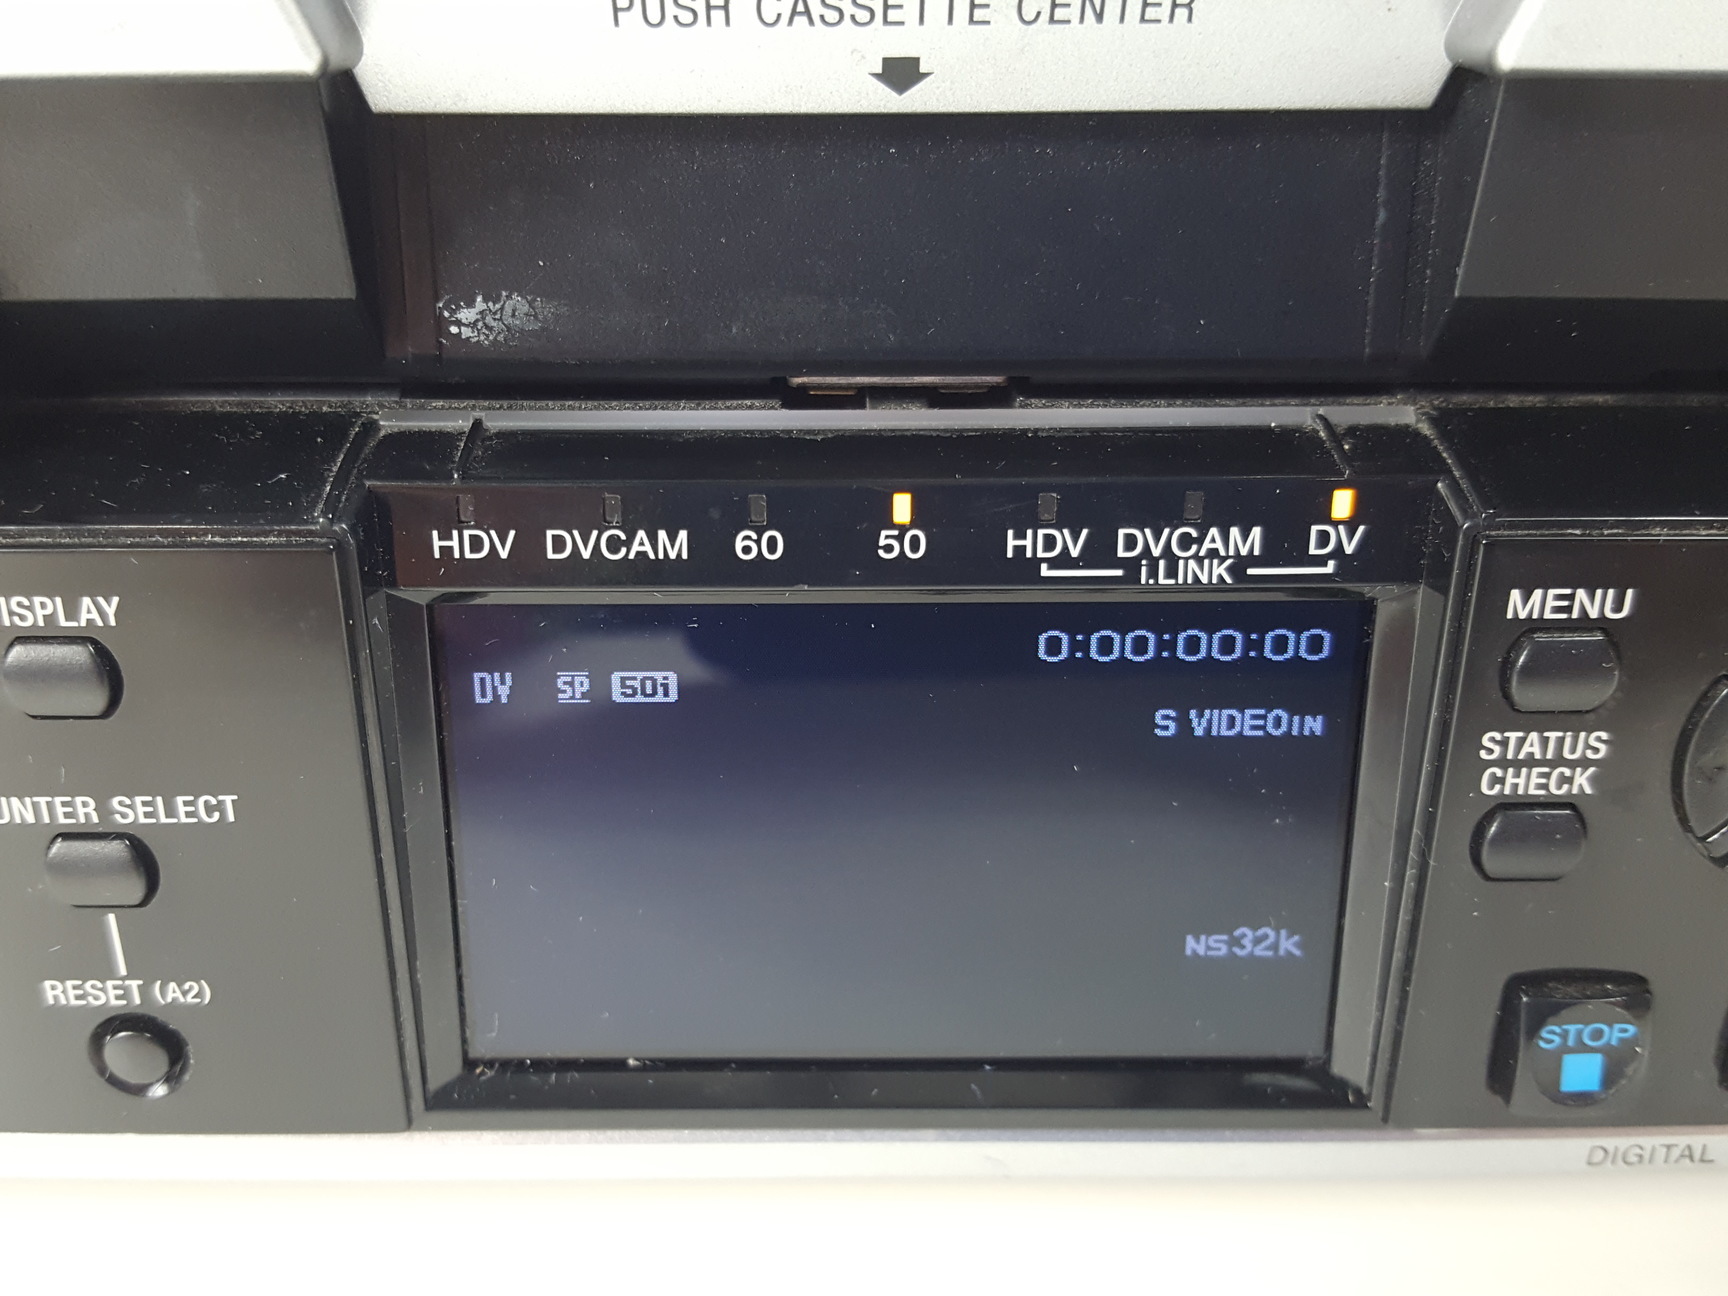 PUSH CASSETTE CENTER
HDV DVCAM 60 50 HDV DVCAM DV
i.LINK
ISPLAY
UNTER SELECT
RESET (A2)
0:00:00:00
DV SP 50i
S VIDEOIN
NS32K
MENU
STATUS
CHECK
STOP
DIGITAL